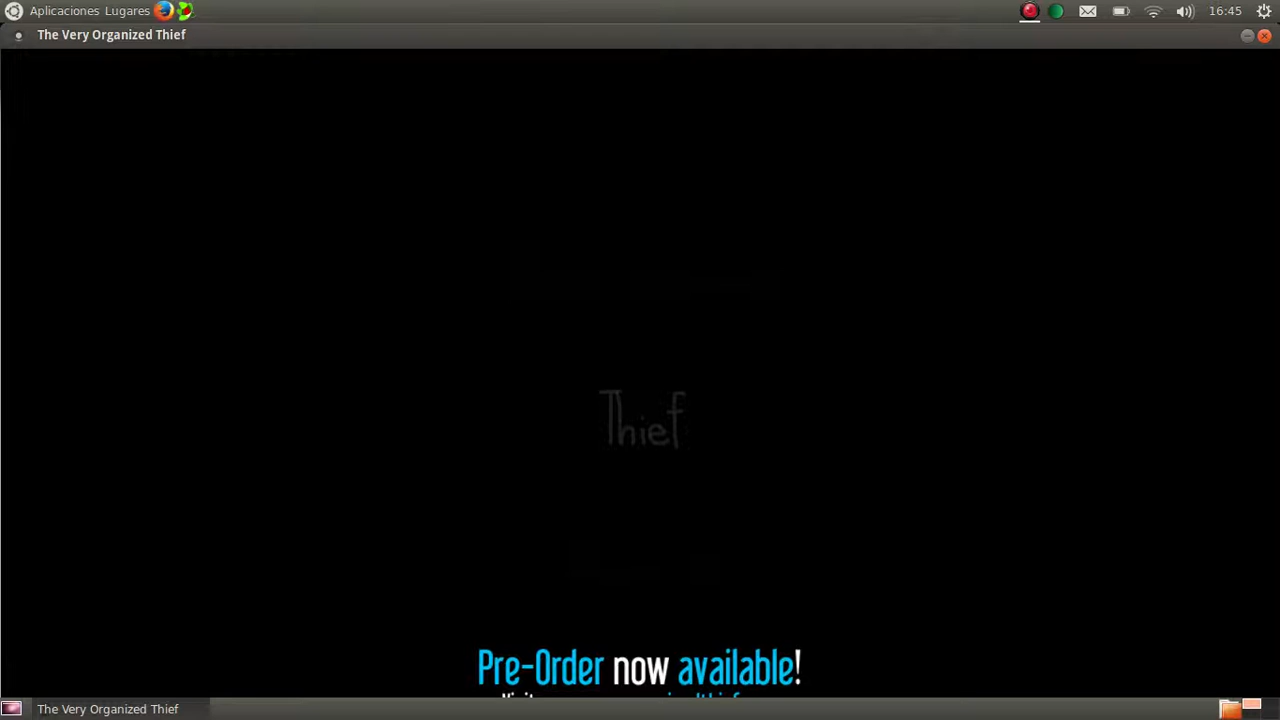 Aplicaciones Lugares 16:45
The Very Organized Thief
Thief
Pre-Order now available!
The Very Organized Thief